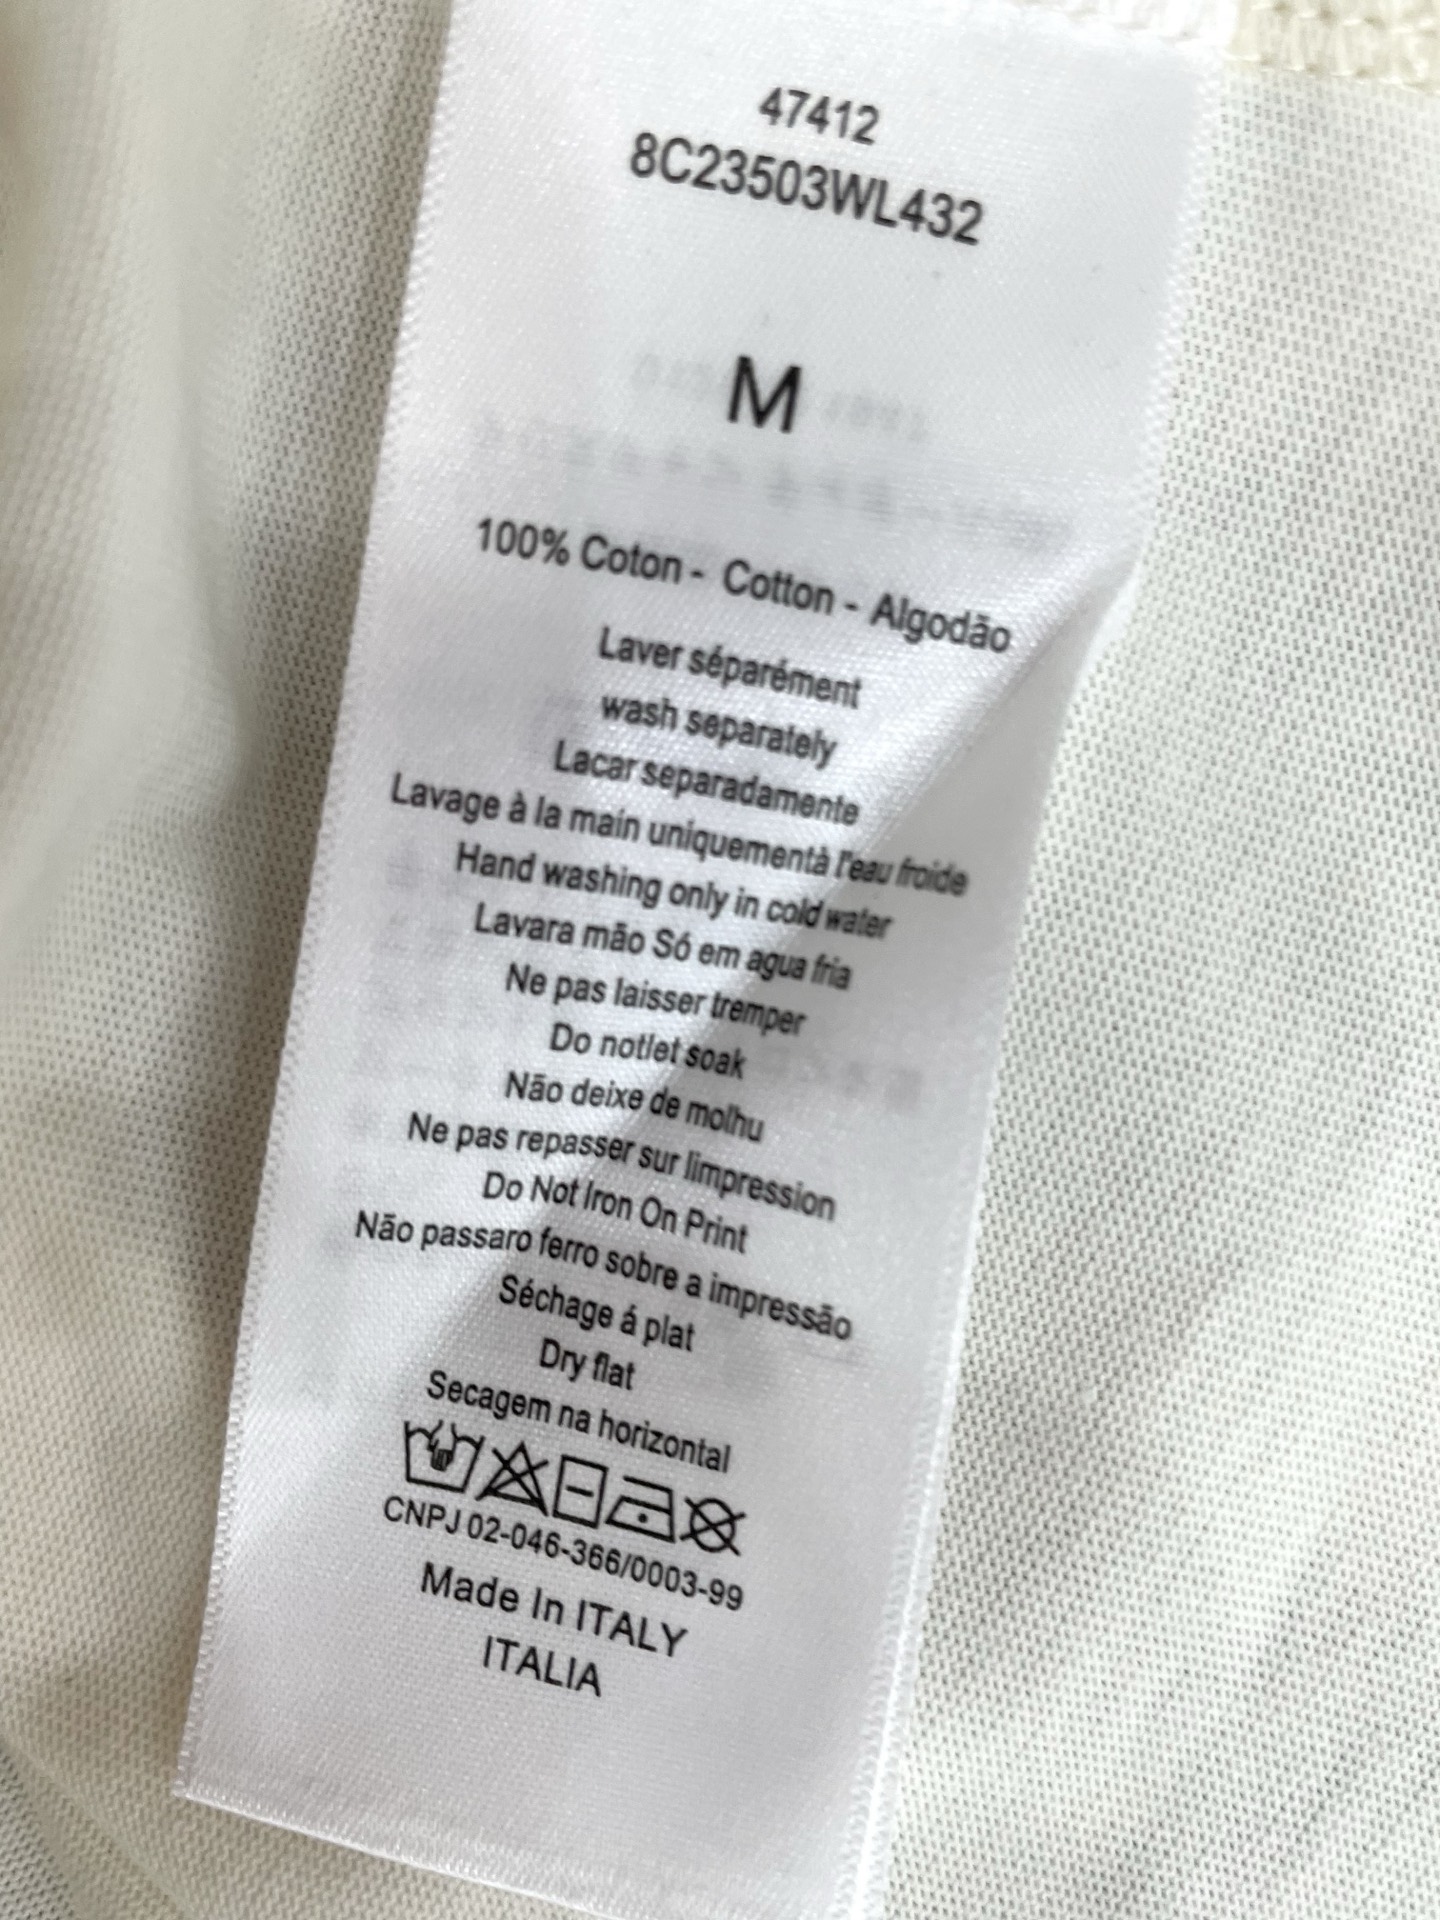 47412
8C23503WL432
M
100% Coton - Cotton - Algodão
Laver séparément
wash separately
Lacar separadamente
Lavage à la main uniquementà l'eau froide
Hand washing only in cold water
Lavara mão Só em agua fria
Ne pas laisser tremper
Do notlet soak
Não deixe de molhu
Ne pas repasser sur limpression
Do Not Iron On Print
Não passaro ferro sobre a impressão
Séchage á plat
Dry flat
Secagem na horizontal
CNPJ 02-046-366/0003-99
Made In ITALY
ITALIA